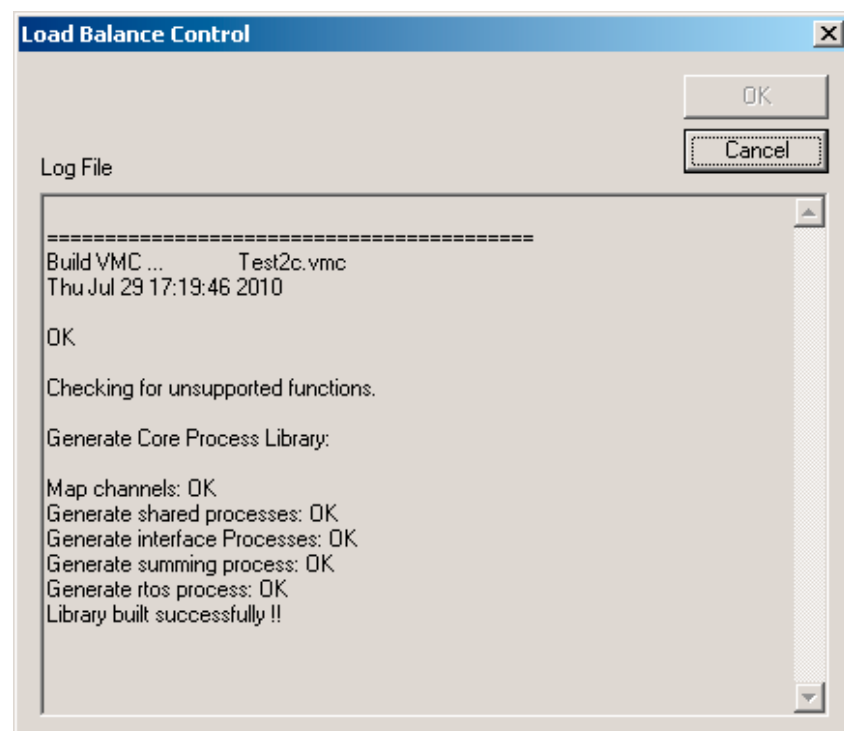 Load Balance Control
OK
Cancel
Log File
==========================================
Build VMC ... Test2c.vmc
Thu Jul 29 17:19:46 2010
OK
Checking for unsupported functions.
Generate Core Process Library:
Map channels: OK
Generate shared processes: OK
Generate interface Processes: OK
Generate summing process: OK
Generate rtos process: OK
Library built successfully !!